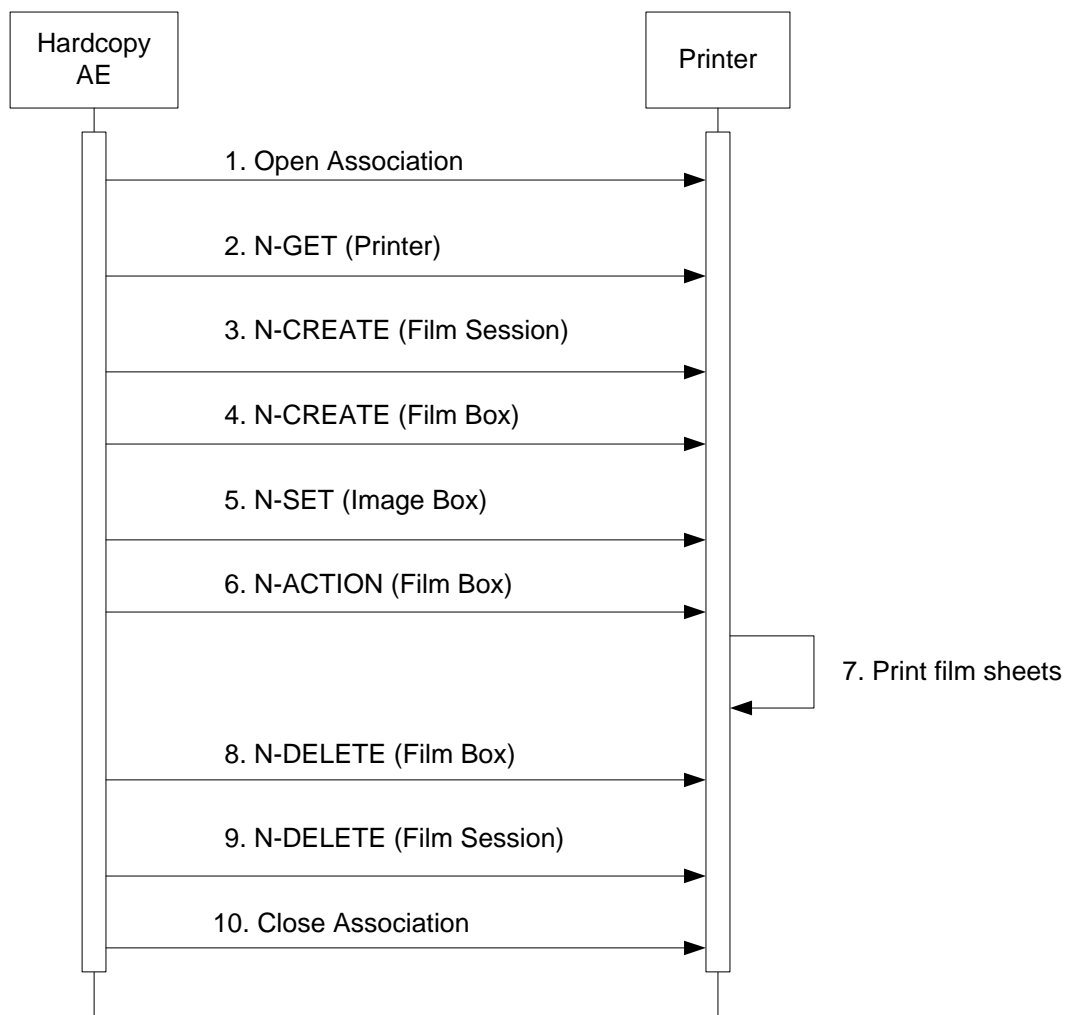 Hardcopy
AE
Printer
1. Open Association
2. N-GET (Printer)
3. N-CREATE (Film Session)
4. N-CREATE (Film Box)
5. N-SET (Image Box)
6. N-ACTION (Film Box)
7. Print film sheets
8. N-DELETE (Film Box)
9. N-DELETE (Film Session)
10. Close Association